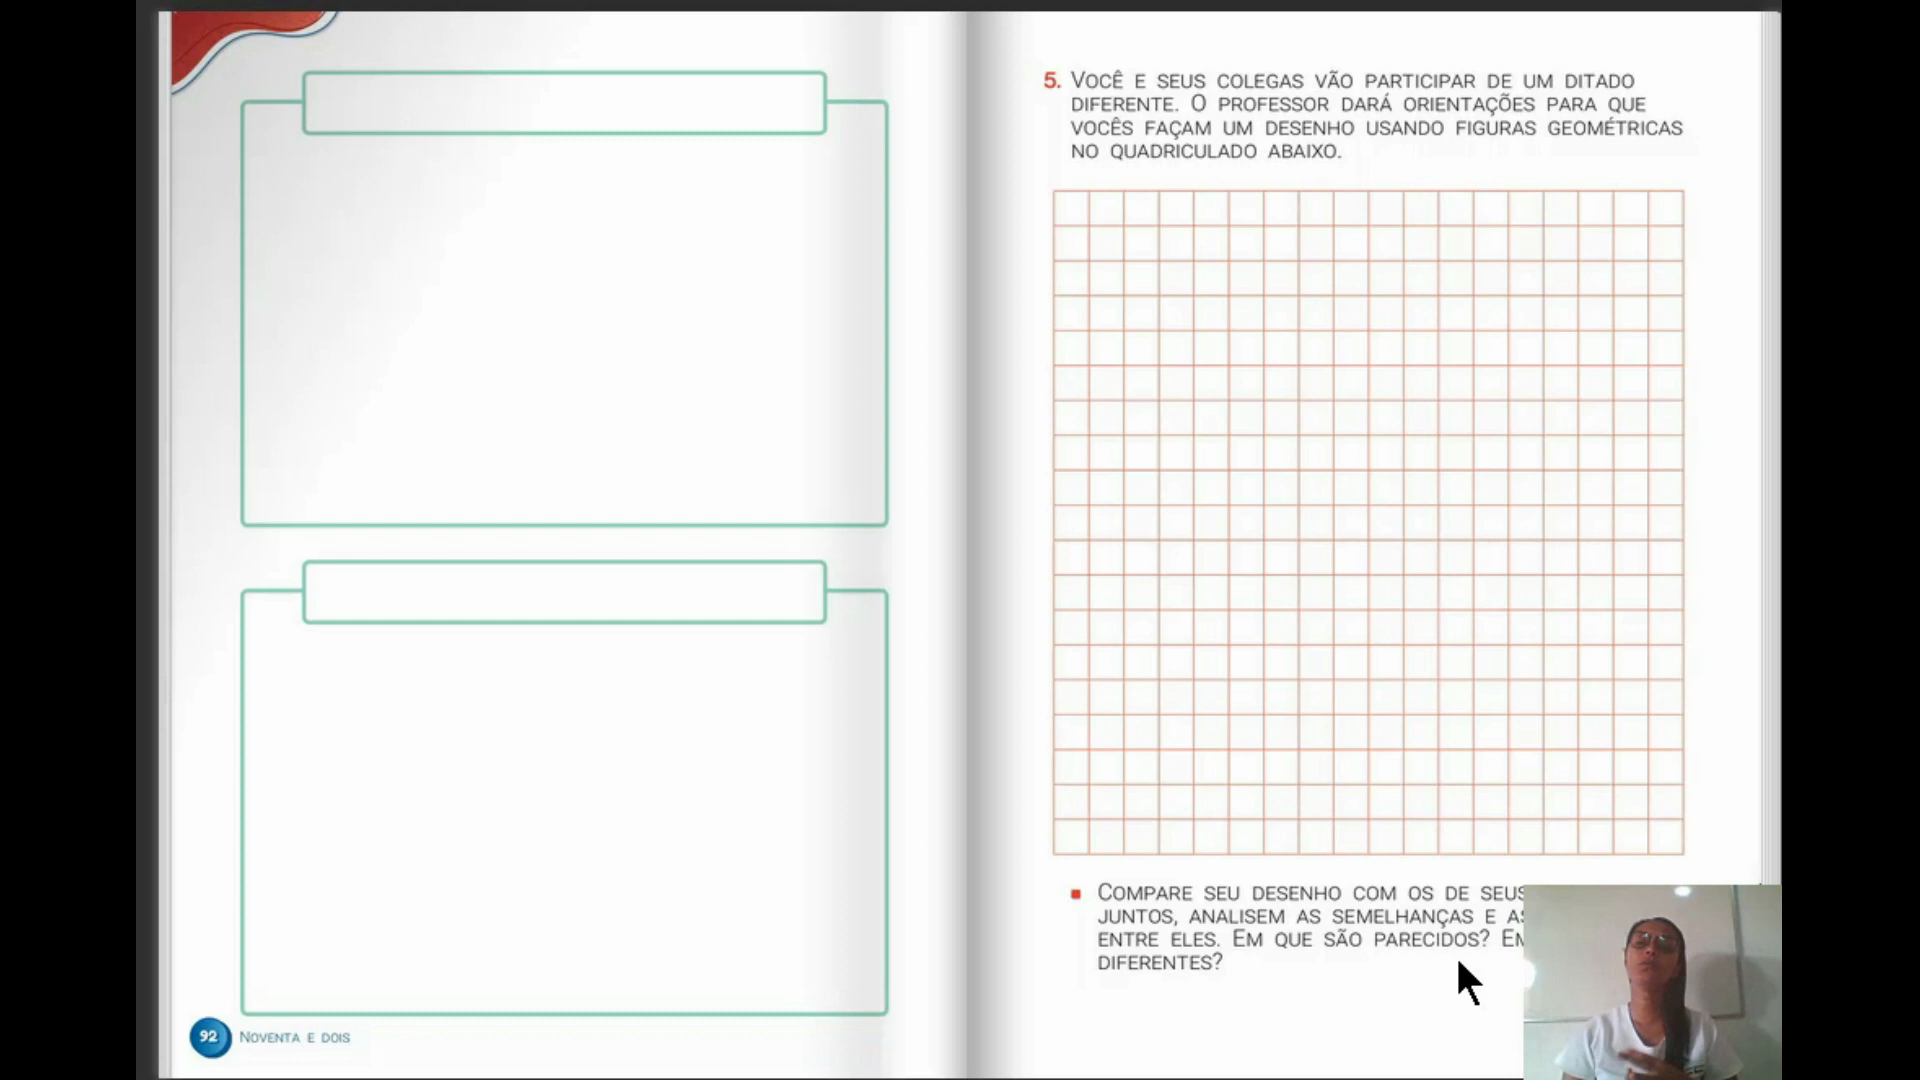 92 NOVENTA E DOIS
5. VOCÊ E SEUS COLEGAS VÃO PARTICIPAR DE UM DITADO
DIFERENTE. O PROFESSOR DARÁ ORIENTAÇÕES PARA QUE
VOCÊS FAÇAM UM DESENHO USANDO FIGURAS GEOMÉTRICAS
NO QUADRICULADO ABAIXO.
COMPARE SEU DESENHO COM OS DE SEUS
JUNTOS, ANALISEM AS SEMELHANÇAS E
ENTRE ELES. EM QUE SÃO PARECIDOS?
DIFERENTES?